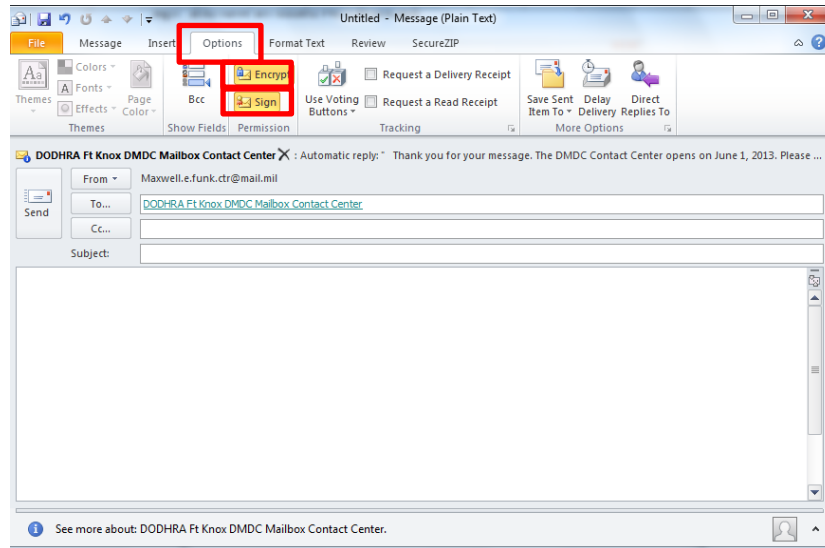 Untitled - Message (Plain Text)
File Message Insert Options Format Text Review SecureZIP
Aa Colors Encrypt Request a Delivery Receipt
A Fonts
Themes Effects Page Color Bcc Sign Use Voting Buttons Request a Read Receipt Save Sent Item To Delay Delivery Direct Replies To
Themes Show Fields Permission Tracking More Options
DODHRA Ft Knox DMDC Mailbox Contact Center : Automatic reply: " Thank you for your message. The DMDC Contact Center opens on June 1, 2013. Please ...
From Maxwell.e.funk.ctr@mail.mil
Send
To... DODHRA Ft Knox DMDC Mailbox Contact Center
Cc...
Subject:
See more about: DODHRA Ft Knox DMDC Mailbox Contact Center.